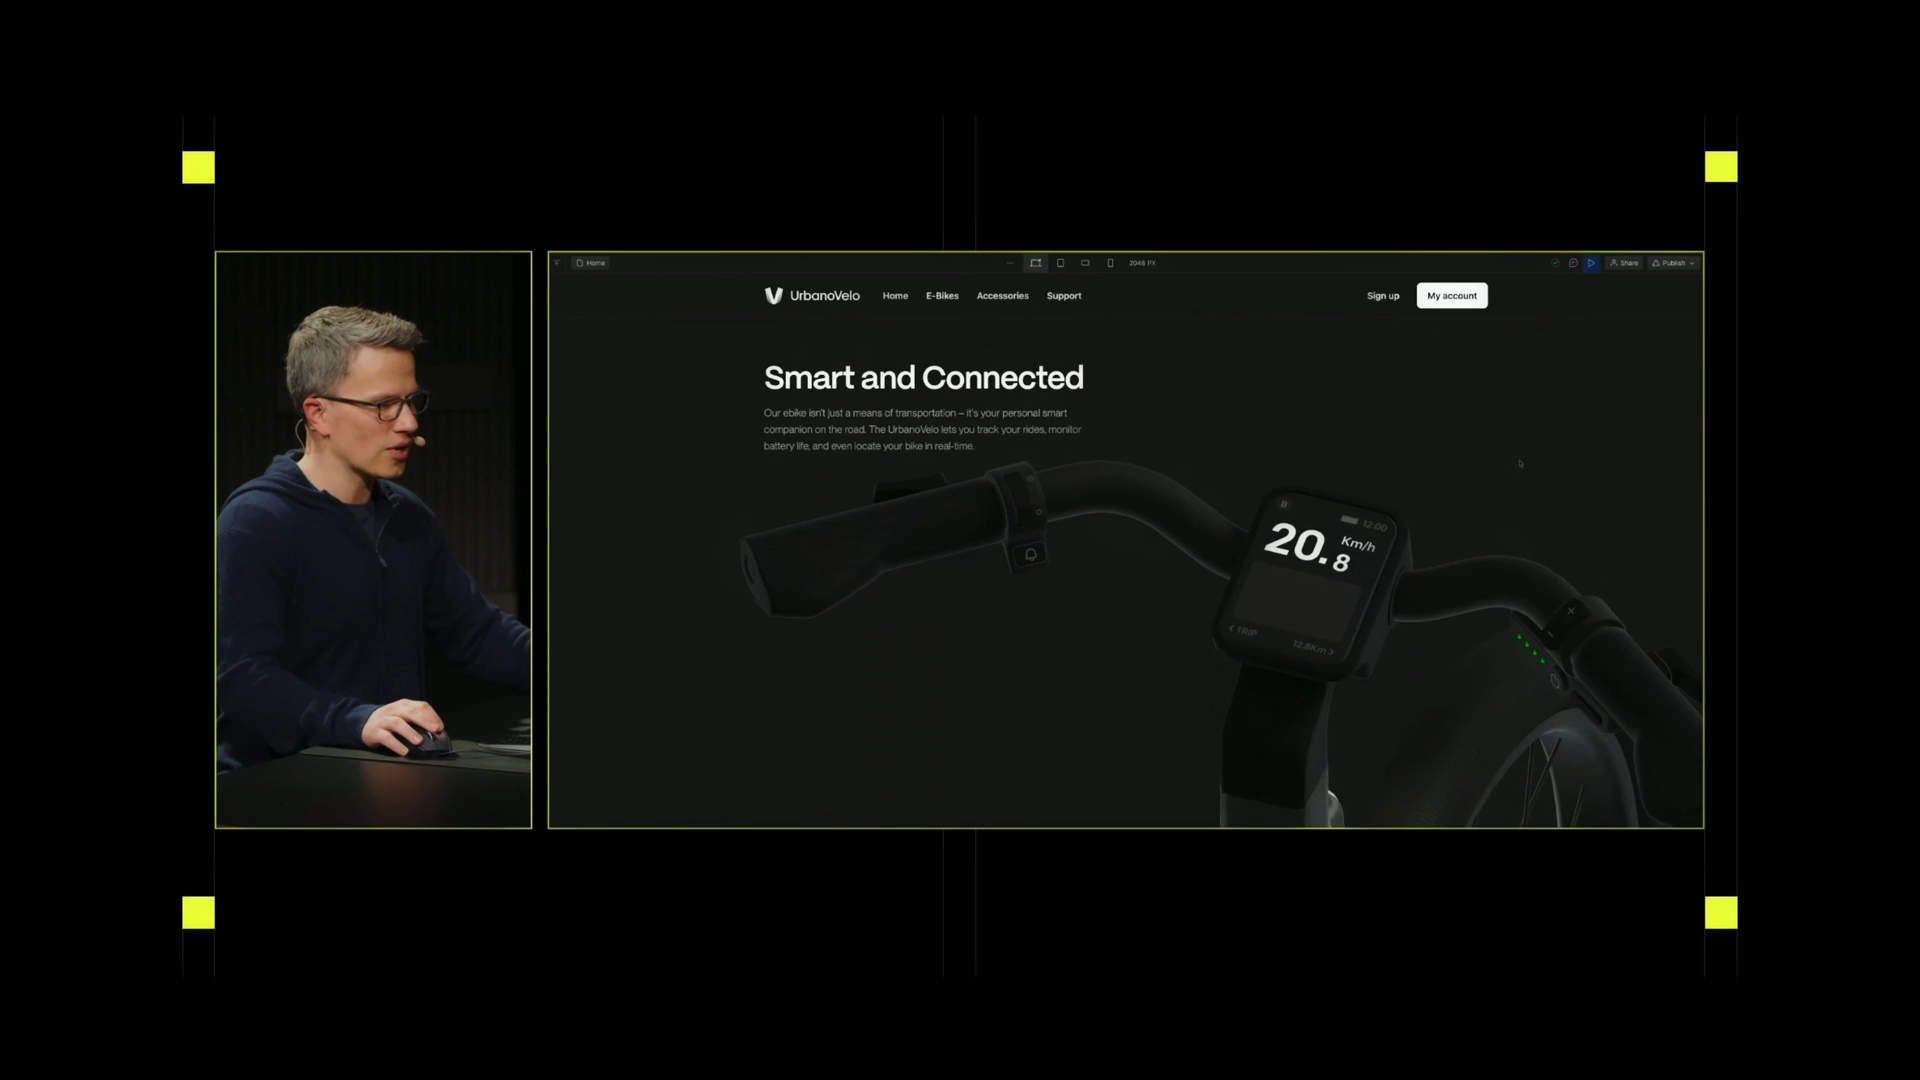 Home
2048 PX
Share
Publish
UrbanoVelo
Home
E-Bikes
Accessories
Support
Sign up
My account
Smart and Connected
Our ebike isn't just a means of transportation – it's your personal smart
companion on the road. The UrbanoVelo lets you track your rides, monitor
battery life, and even locate your bike in real-time.
B
12:00
20.8
Km/h
< TRIP
12.8Km >